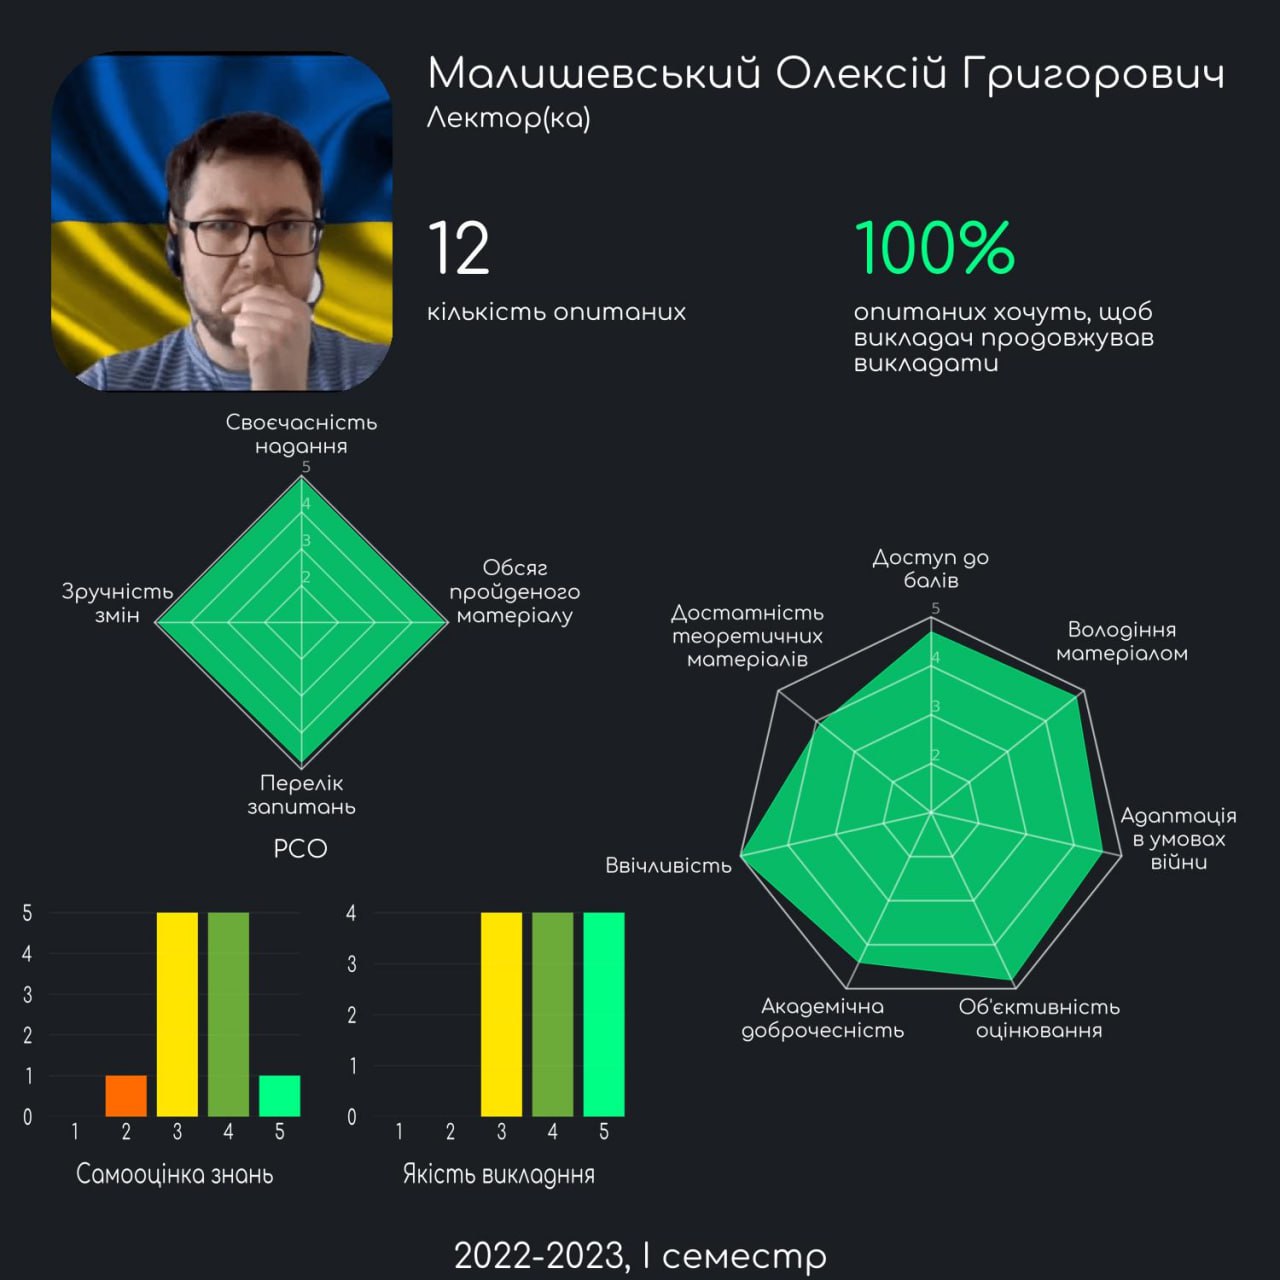 Малишевський Олексій Григорович
Лектор(ка)
12
кількість опитаних
100%
опитаних хочуть, щоб
викладач продовжував
викладати
Своєчасність
надання
5
4
3
2
Зручність
змін
Обсяг
пройденого
матеріалу
Перелік
запитань
РСО
Доступ до
балів
5
4
3
2
Достатність
теоретичних
матеріалів
Володіння
матеріалом
Адаптація
в умовах
війни
Ввічливість
Академічна
доброчесність
Об'єктивність
оцінювання
5
4
3
2
1
0
1 2 3 4 5
Самооцінка знань
4
3
2
1
0
1 2 3 4 5
Якість викладння
2022-2023, І семестр